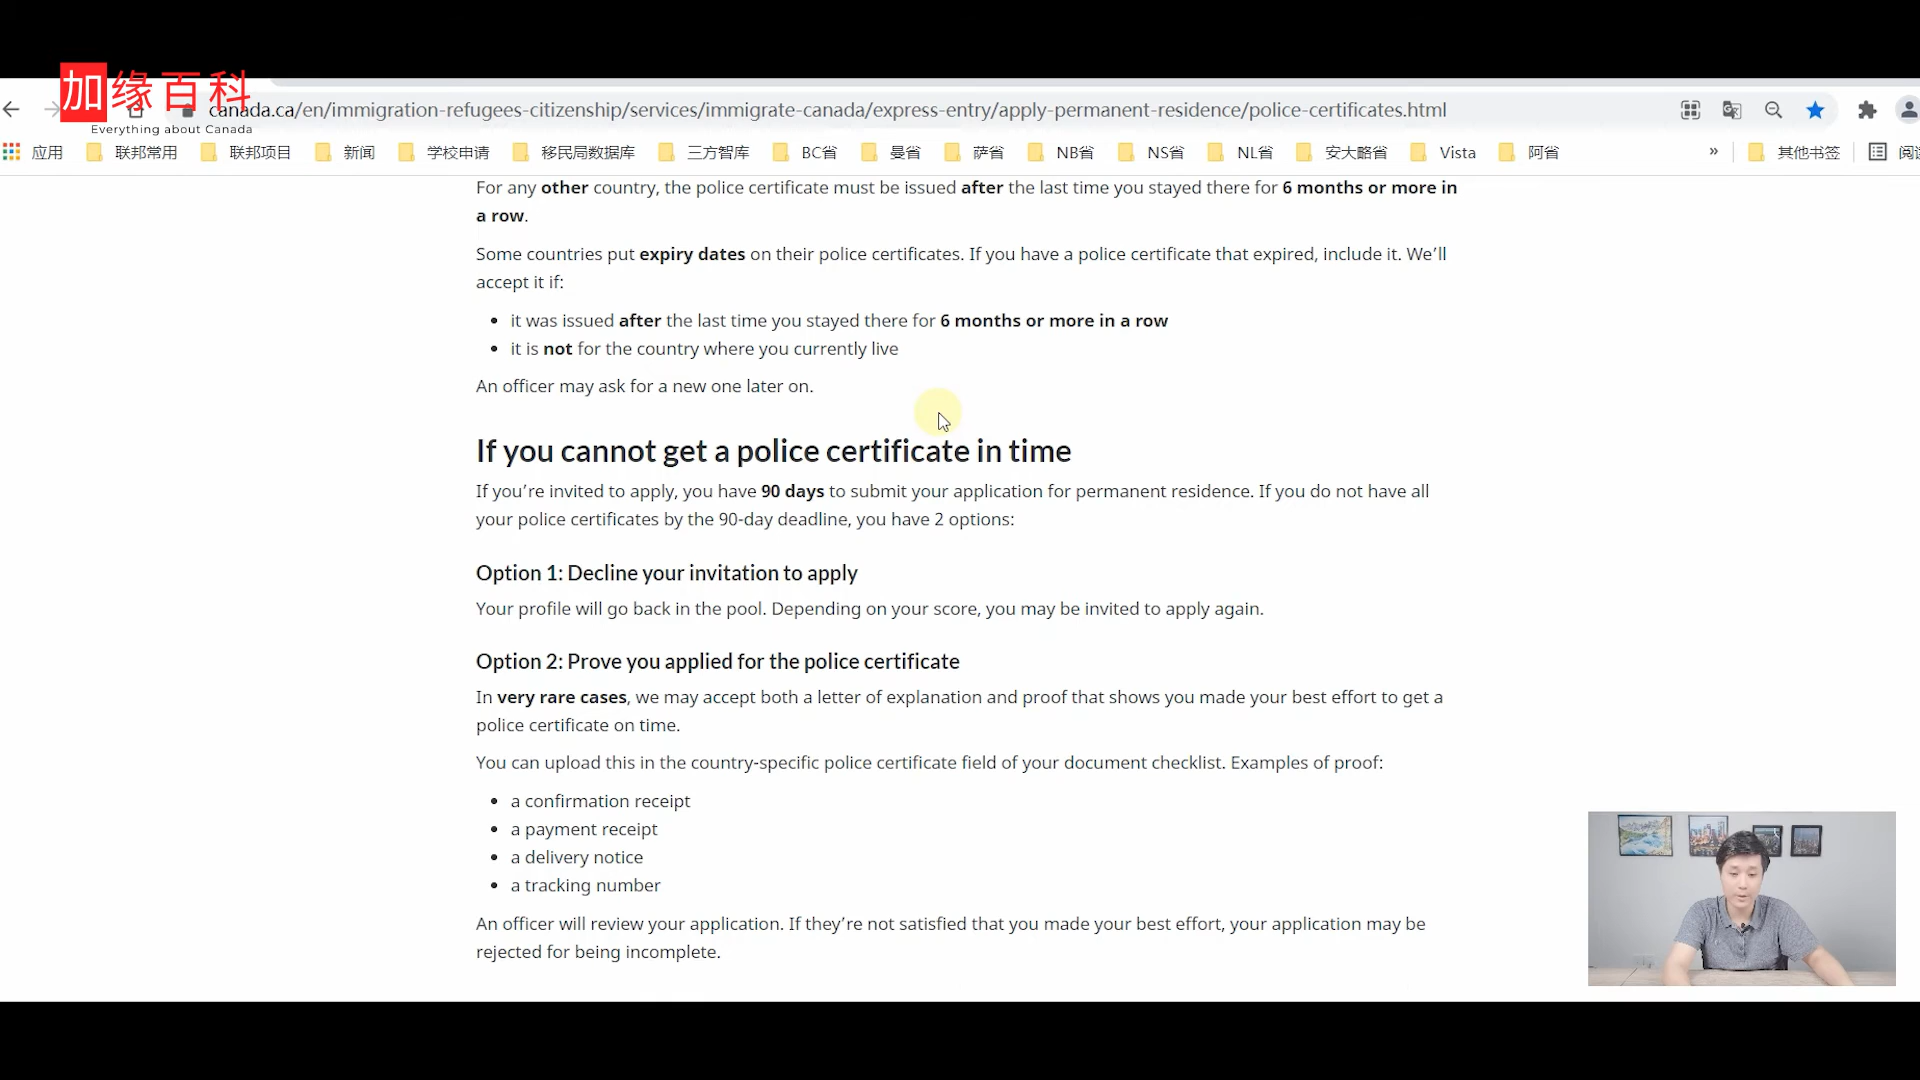 加缘百科
canada.ca/en/immigration-refugees-citizenship/services/immigrate-canada/express-entry/apply-permanent-residence/police-certificates.html
Everything about Canada
应用 联邦常用 联邦项目 新闻 学校申请 移民局数据库 三方智库 BC省 曼省 萨省 NB省 NS省 NL省 安大略省 Vista 阿省 » 其他书签
For any other country, the police certificate must be issued after the last time you stayed there for 6 months or more in
a row.
Some countries put expiry dates on their police certificates. If you have a police certificate that expired, include it. We’ll
accept it if:
• it was issued after the last time you stayed there for 6 months or more in a row
• it is not for the country where you currently live
An officer may ask for a new one later on.
If you cannot get a police certificate in time
If you’re invited to apply, you have 90 days to submit your application for permanent residence. If you do not have all
your police certificates by the 90-day deadline, you have 2 options:
Option 1: Decline your invitation to apply
Your profile will go back in the pool. Depending on your score, you may be invited to apply again.
Option 2: Prove you applied for the police certificate
In very rare cases, we may accept both a letter of explanation and proof that shows you made your best effort to get a
police certificate on time.
You can upload this in the country-specific police certificate field of your document checklist. Examples of proof:
• a confirmation receipt
• a payment receipt
• a delivery notice
• a tracking number
An officer will review your application. If they’re not satisfied that you made your best effort, your application may be
rejected for being incomplete.